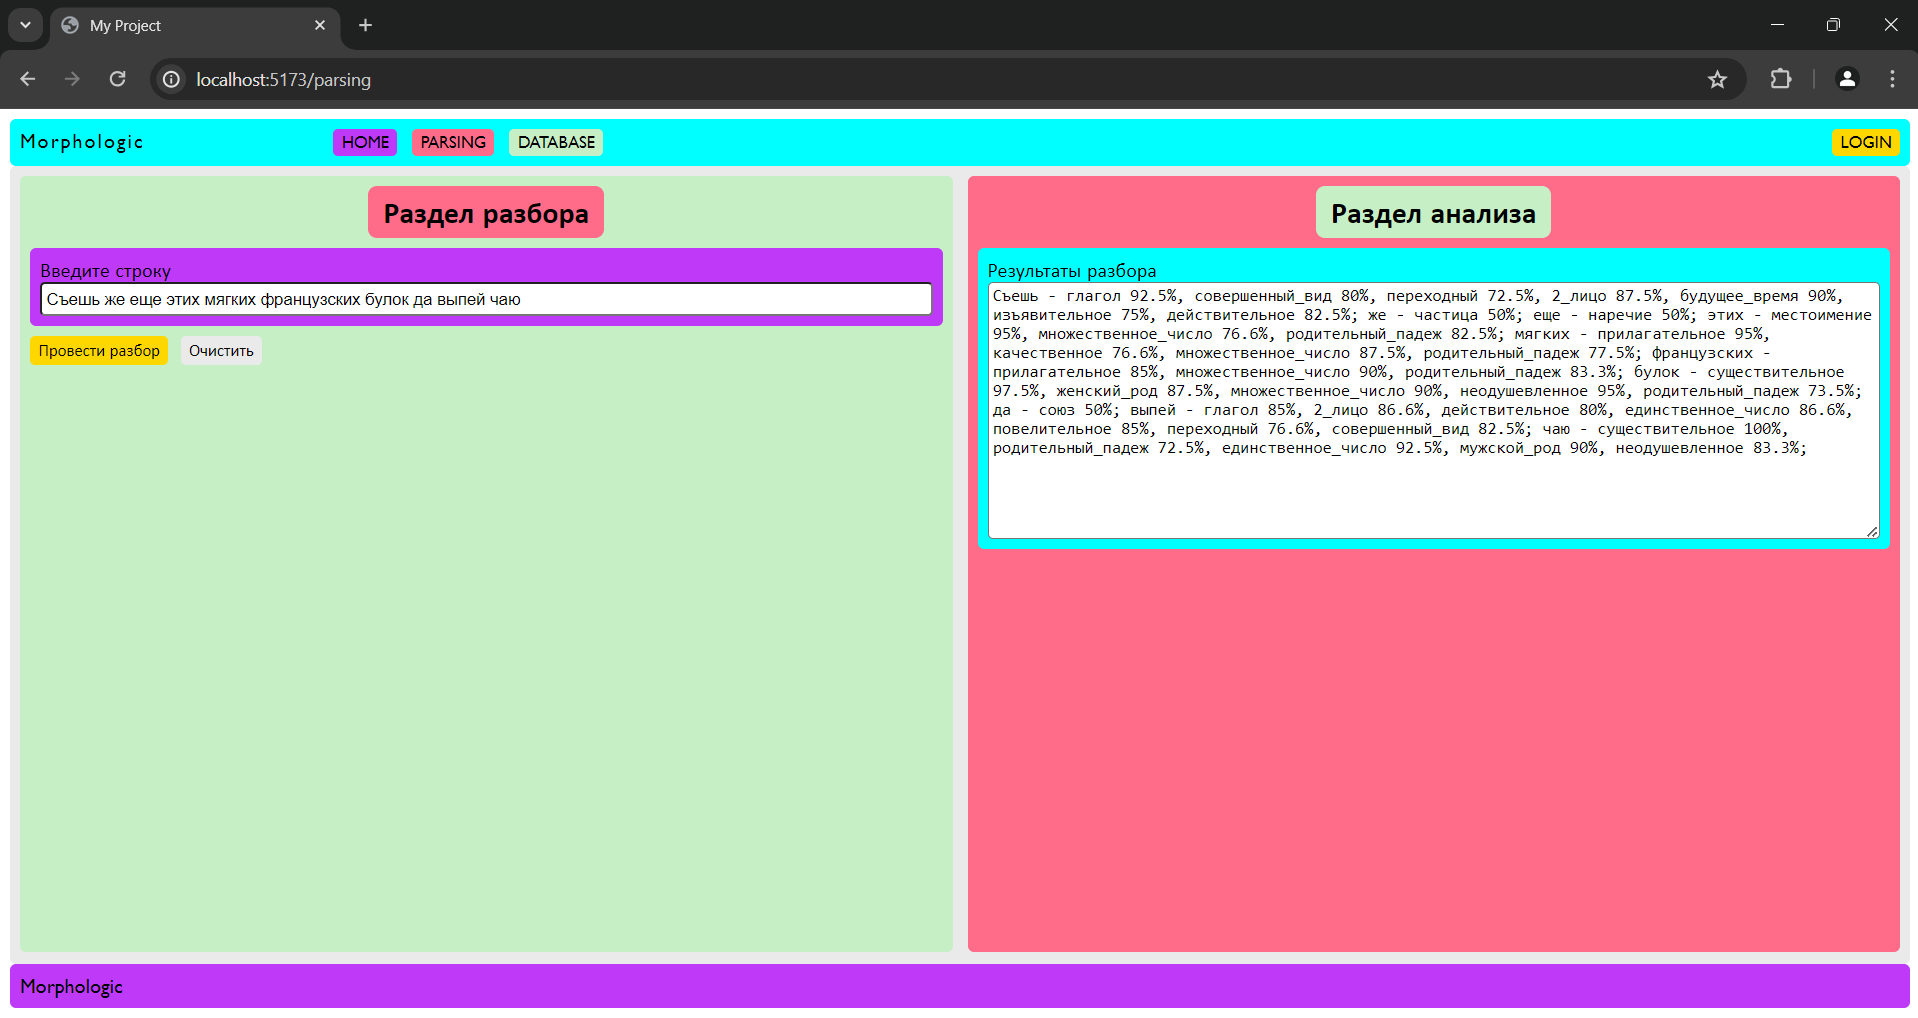 My Project
localhost:5173/parsing
Morphologic
HOME
PARSING
DATABASE
LOGIN
Раздел разбора
Введите строку
Съешь же еще этих мягких французских булок да выпей чаю
Провести разбор
Очистить
Раздел анализа
Результаты разбора
Съешь - глагол 92.5%, совершенный_вид 80%, переходный 72.5%, 2_лицо 87.5%, будущее_время 90%,
изъявительное 75%, действительное 82.5%; же - частица 50%; еще - наречие 50%; этих - местоимение
95%, множественное_число 76.6%, родительный_падеж 82.5%; мягких - прилагательное 95%,
качественное 76.6%, множественное_число 87.5%, родительный_падеж 77.5%; французских -
прилагательное 85%, множественное_число 90%, родительный_падеж 83.3%; булок - существительное
97.5%, женский_род 87.5%, множественное_число 90%, неодушевленное 95%, родительный_падеж 73.5%;
да - союз 50%; выпей - глагол 85%, 2_лицо 86.6%, действительное 80%, единственное_число 86.6%,
повелительное 85%, переходный 76.6%, совершенный_вид 82.5%; чаю - существительное 100%,
родительный_падеж 72.5%, единственное_число 92.5%, мужской_род 90%, неодушевленное 83.3%;
Morphologic